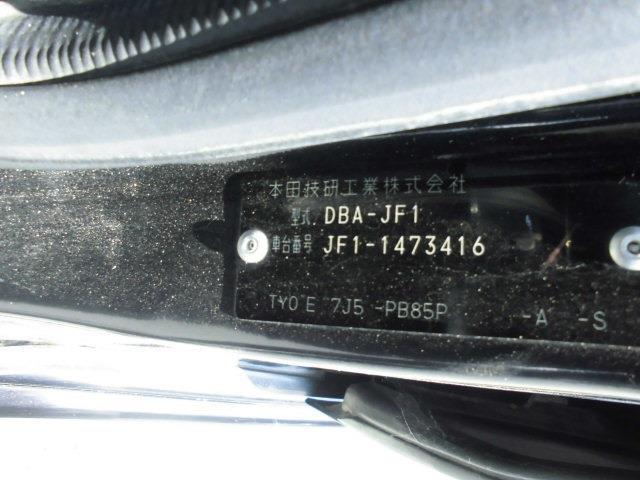 本田技研工業株式会社
型式 DBA-JF1
車台番号 JF1-1473416
TY0 E 7J5 -PB85P -A -S